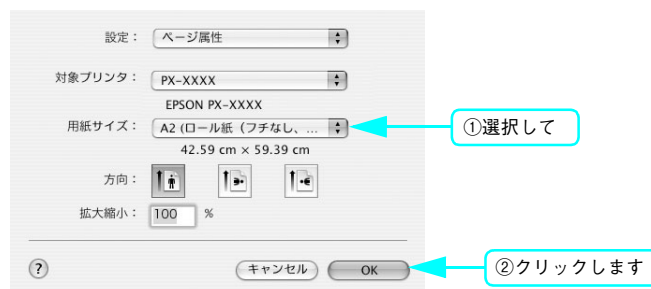 設定： ページ属性
対象プリンタ： PX-XXXX
EPSON PX-XXXX
用紙サイズ： A2 (ロール紙（フチなし、...
①選択して
42.59 cm × 59.39 cm
方向：
拡大縮小： 100 %
? キャンセル OK
②クリックします